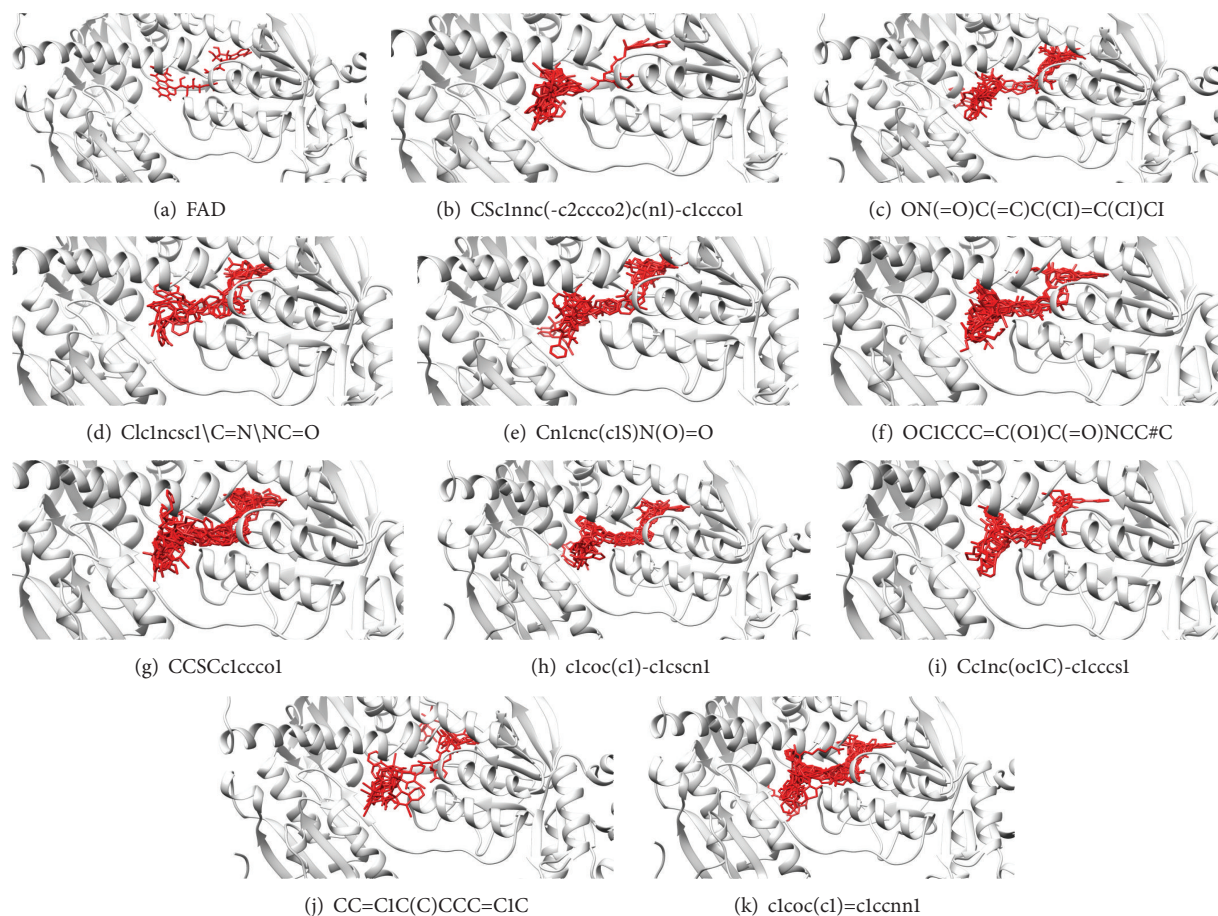 (a) FAD
(b) CSc1nnc(-c2ccco2)c(n1)-c1ccco1
(c) ON(=O)C(=C)C(CI)=C(CI)CI
(d) Clc1ncsc1\C=N\NC=O
(e) Cn1cnc(c1S)N(O)=O
(f) OC1CCC=C(O1)C(=O)NCC#C
(g) CCSCc1ccco1
(h) c1coc(c1)-c1cscn1
(i) Cc1nc(oc1C)-c1cccs1
(j) CC=C1C(C)CCC=C1C
(k) c1coc(c1)=c1ccnn1